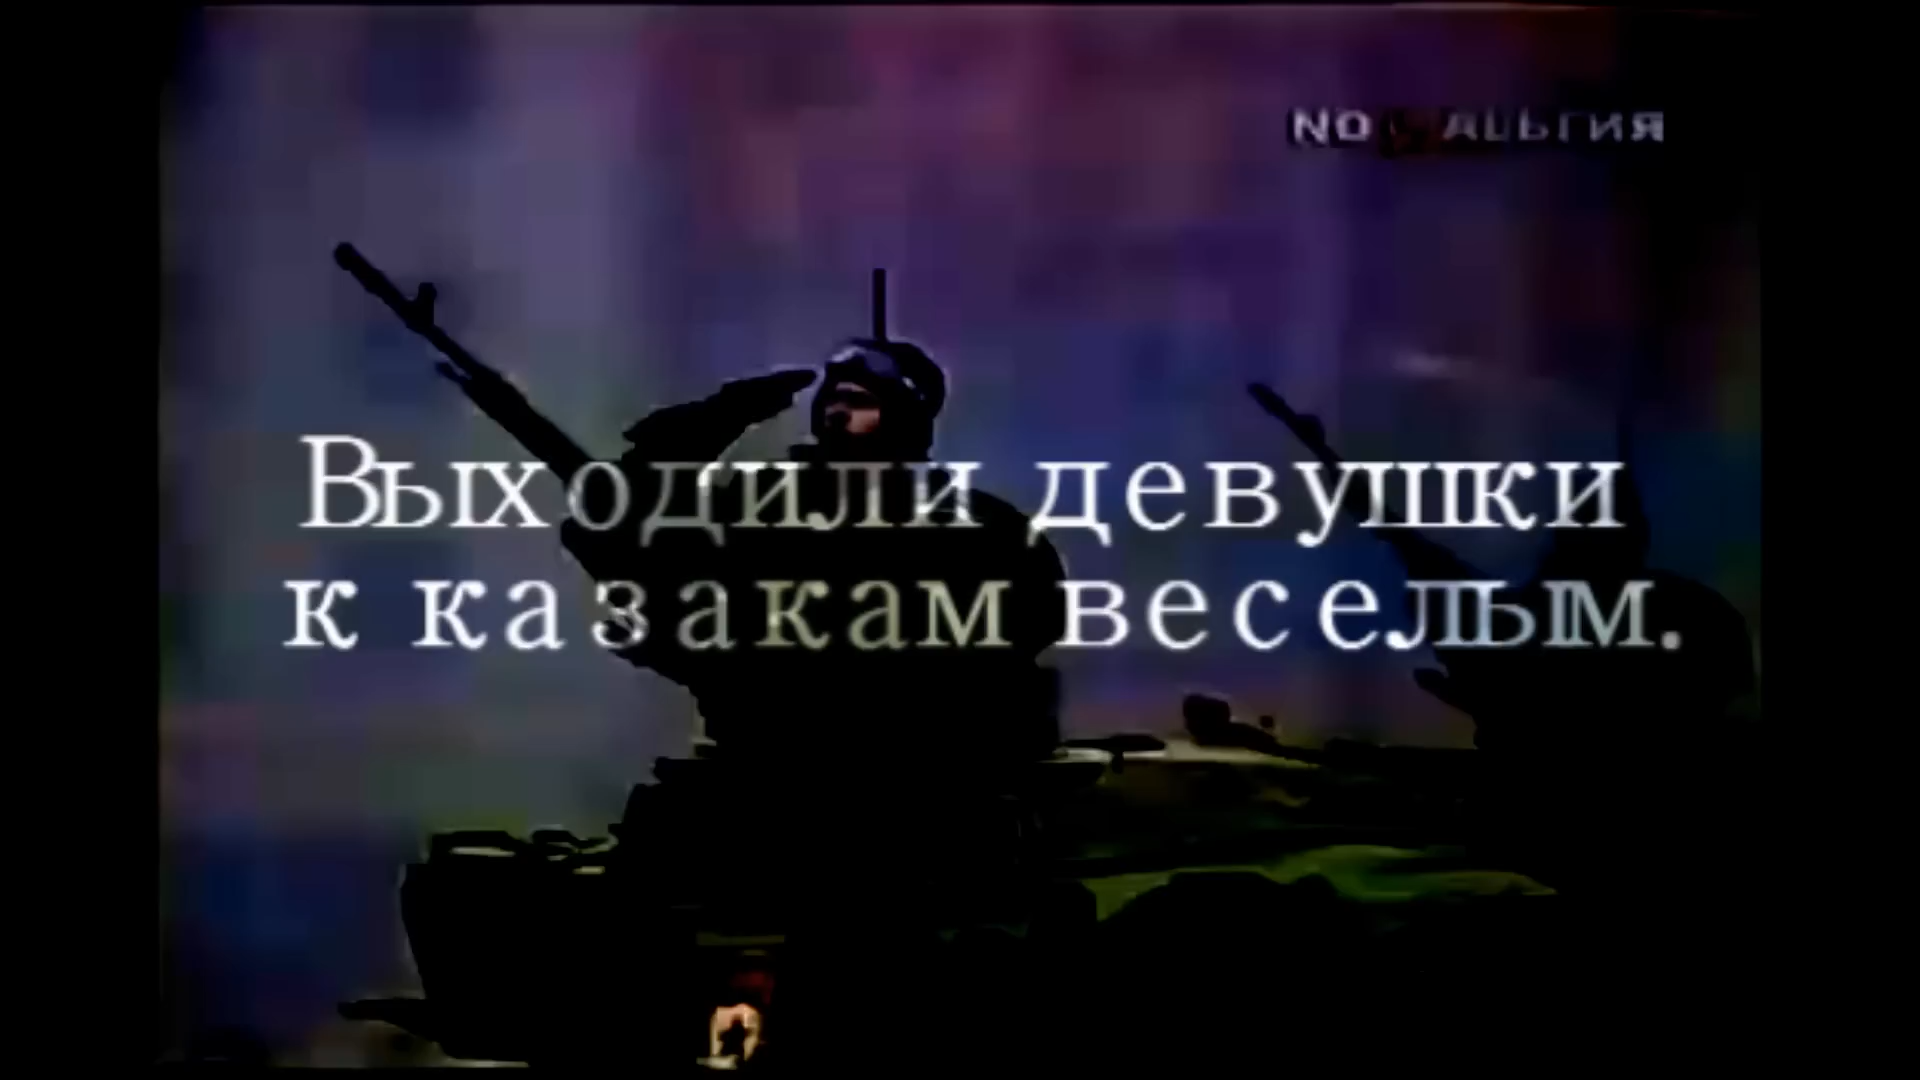 Выходили девушки
к казакам веселым.